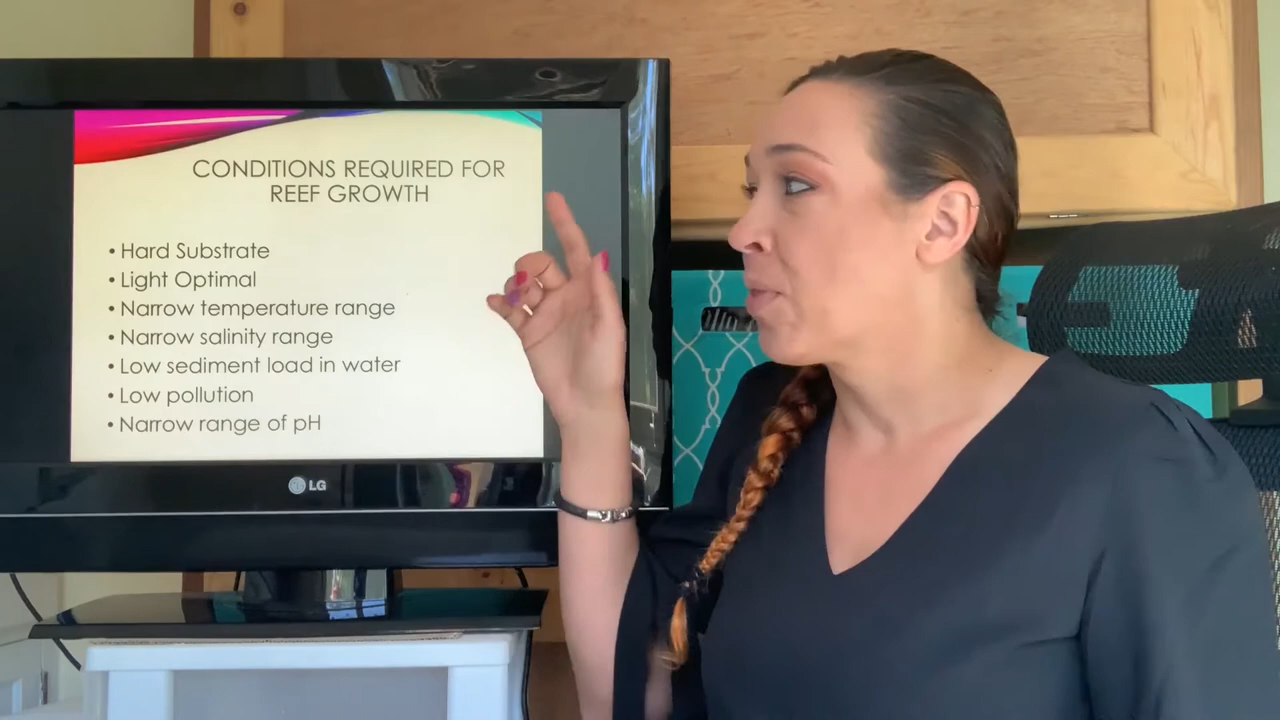 CONDITIONS REQUIRED FOR
REEF GROWTH
• Hard Substrate
• Light Optimal
• Narrow temperature range
• Narrow salinity range
• Low sediment load in water
• Low pollution
• Narrow range of pH
LG